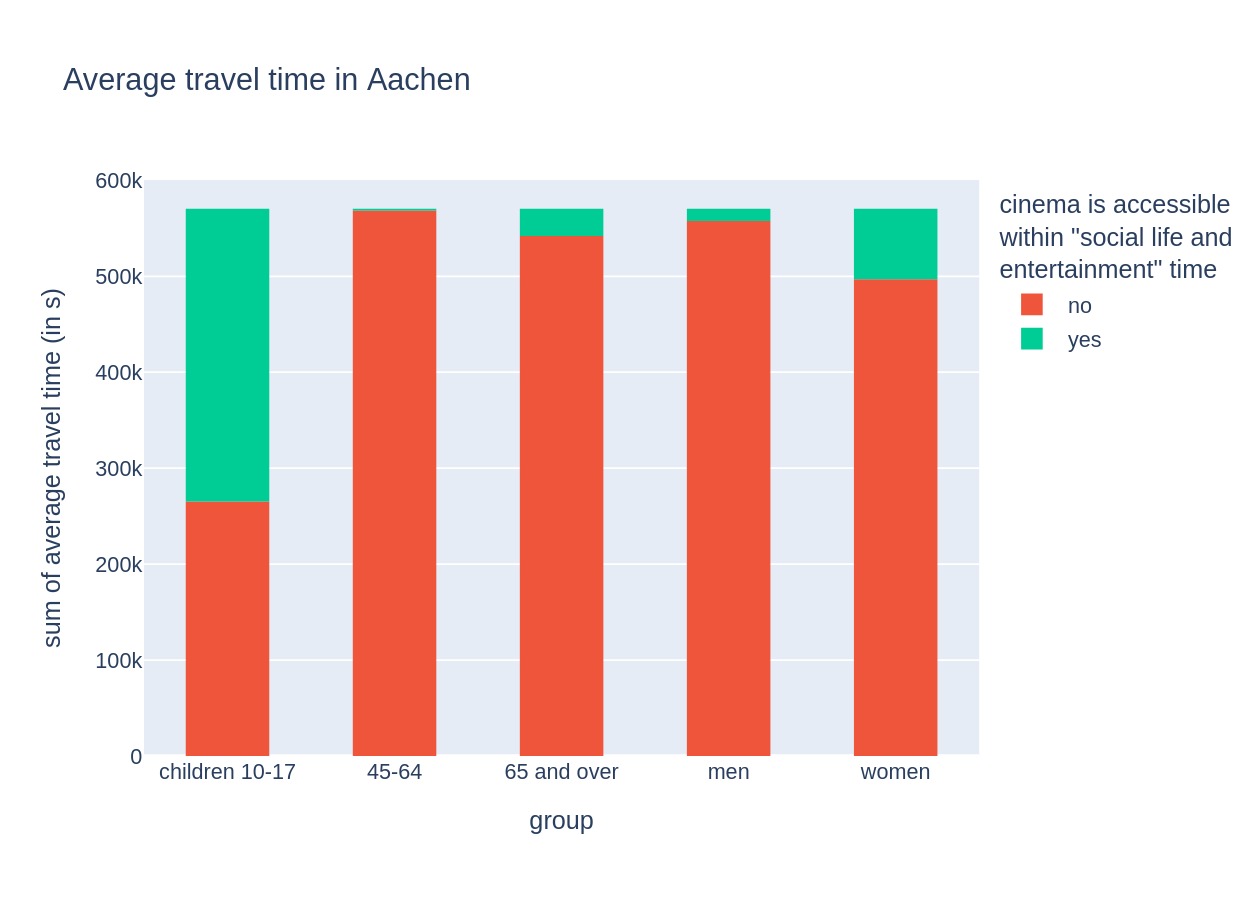 Average travel time in Aachen
600k
500k
400k
300k
200k
100k
0
sum of average travel time (in s)
children 10-17
45-64
65 and over
men
women
group
cinema is accessible
within "social life and
entertainment" time
no
yes